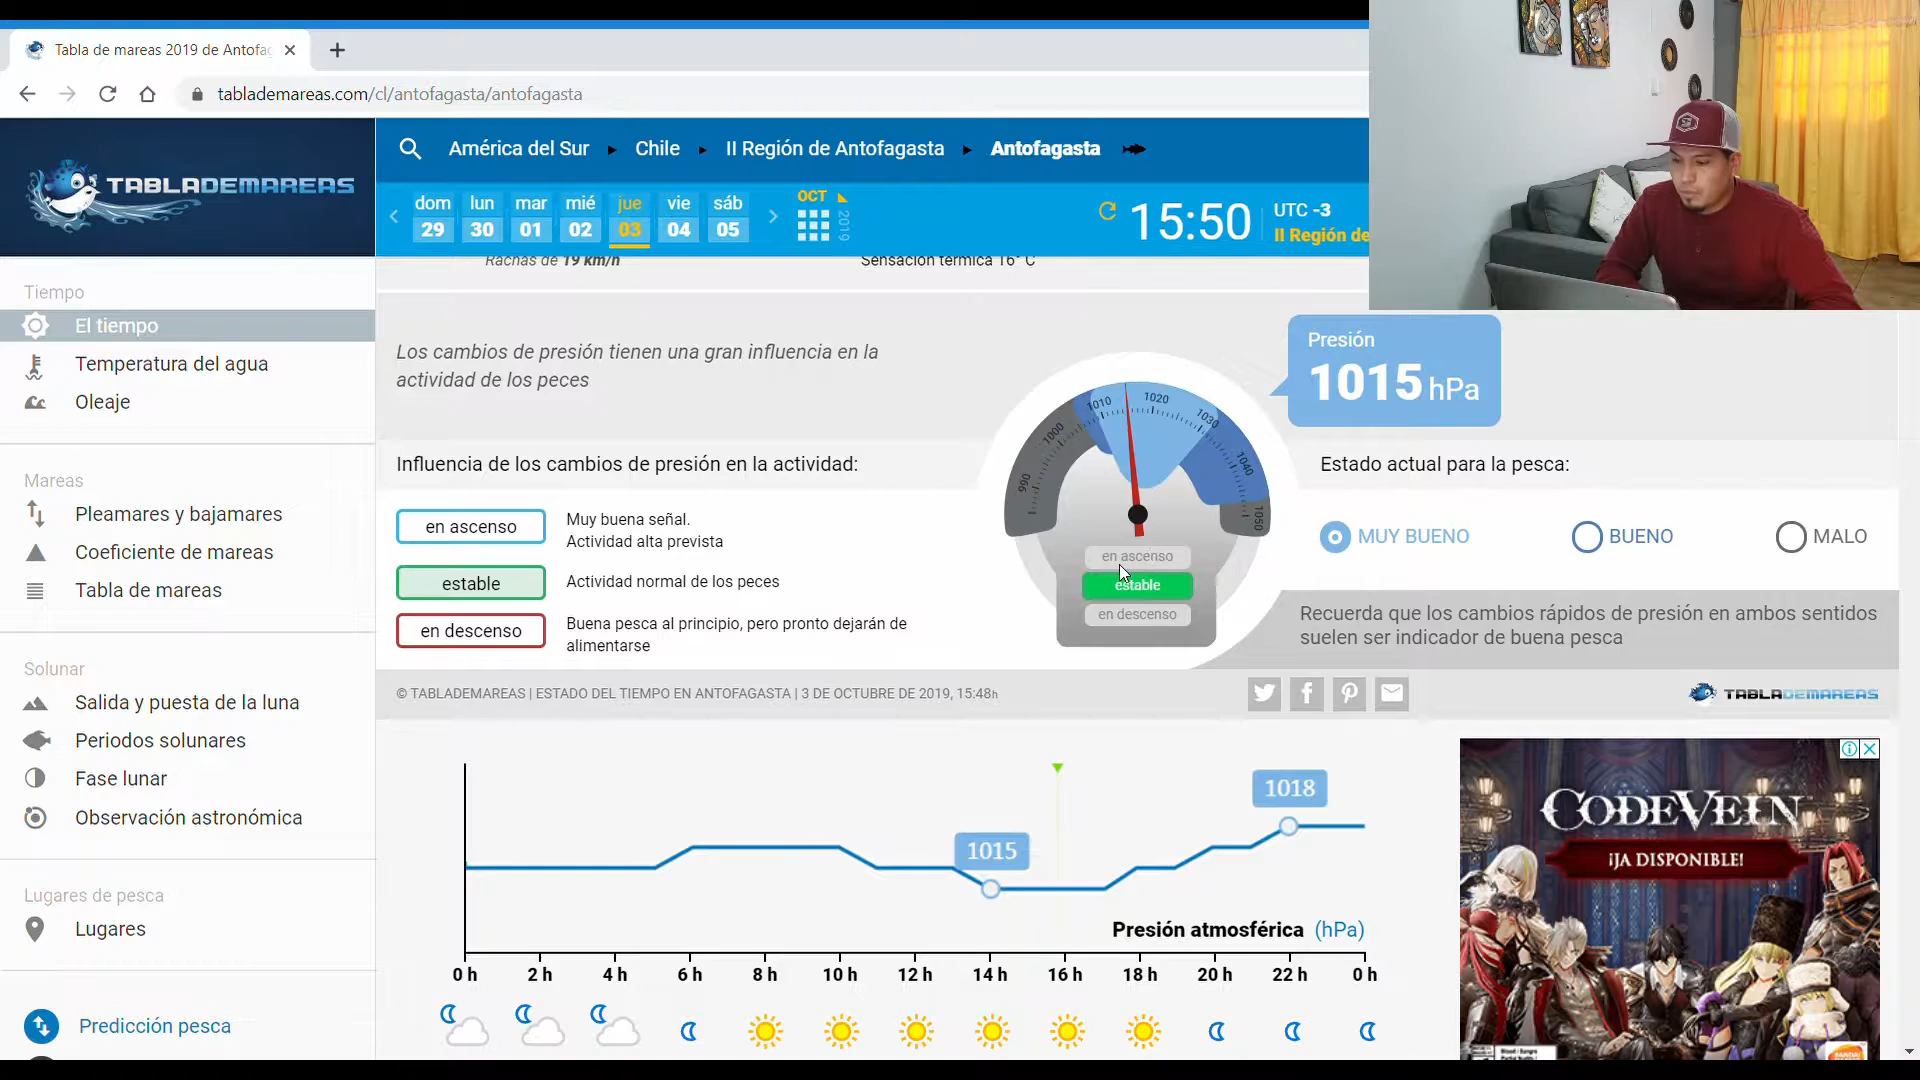 Tabla de mareas 2019 de Antofag
tablademareas.com/cl/antofagasta/antofagasta
TABLADEMAREAS
América del Sur
Chile
II Región de Antofagasta
Antofagasta
dom lun mar mié jue vie sáb
29 30 01 02 03 04 05
OCT
2019
15:50
UTC -3
II Región de
Tiempo
El tiempo
Temperatura del agua
Oleaje
Mareas
Pleamares y bajamares
Coeficiente de mareas
Tabla de mareas
Solunar
Salida y puesta de la luna
Periodos solunares
Fase lunar
Observación astronómica
Lugares de pesca
Lugares
Predicción pesca
Rachas de 19 km/h
Sensación térmica 16° C
Los cambios de presión tienen una gran influencia en la
actividad de los peces
Presión
1015 hPa
990 1000 1010 1020 1030 1040 1050
en ascenso
estable
en descenso
Influencia de los cambios de presión en la actividad:
en ascenso
Muy buena señal.
Actividad alta prevista
estable
Actividad normal de los peces
en descenso
Buena pesca al principio, pero pronto dejarán de
alimentarse
Estado actual para la pesca:
MUY BUENO
BUENO
MALO
Recuerda que los cambios rápidos de presión en ambos sentidos
suelen ser indicador de buena pesca
© TABLADEMAREAS | ESTADO DEL TIEMPO EN ANTOFAGASTA | 3 DE OCTUBRE DE 2019, 15:48h
TABLADEMAREAS
1015
1018
Presión atmosférica (hPa)
0 h 2 h 4 h 6 h 8 h 10 h 12 h 14 h 16 h 18 h 20 h 22 h 0 h
CODE VEIN
¡YA DISPONIBLE!